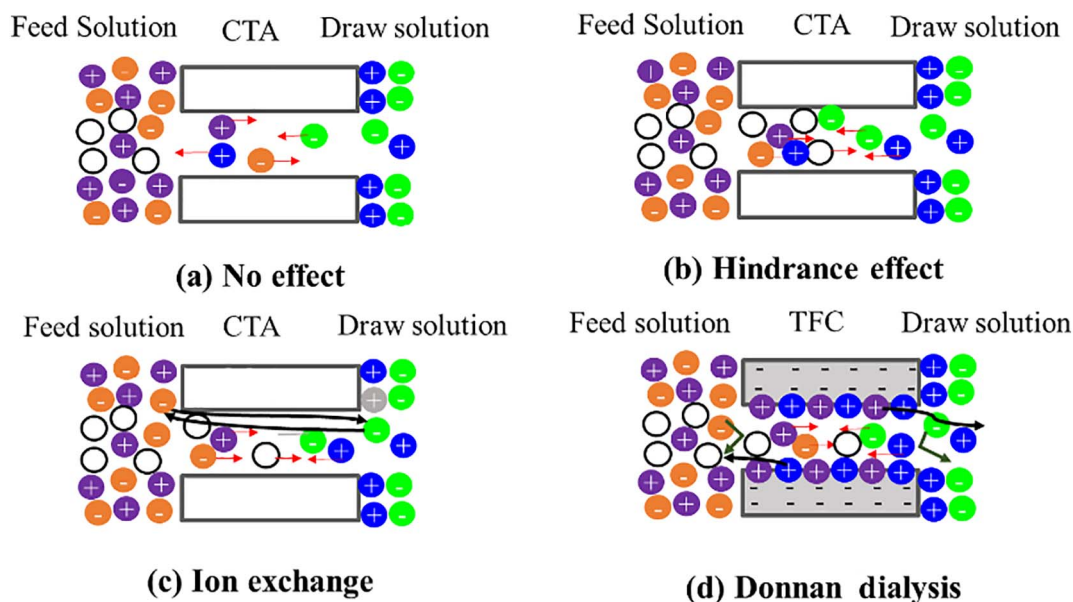 Feed Solution CTA Draw solution
(a) No effect
Feed Solution CTA Draw solution
(b) Hindrance effect
Feed solution CTA Draw solution
(c) Ion exchange
Feed solution TFC Draw solution
(d) Donnan dialysis